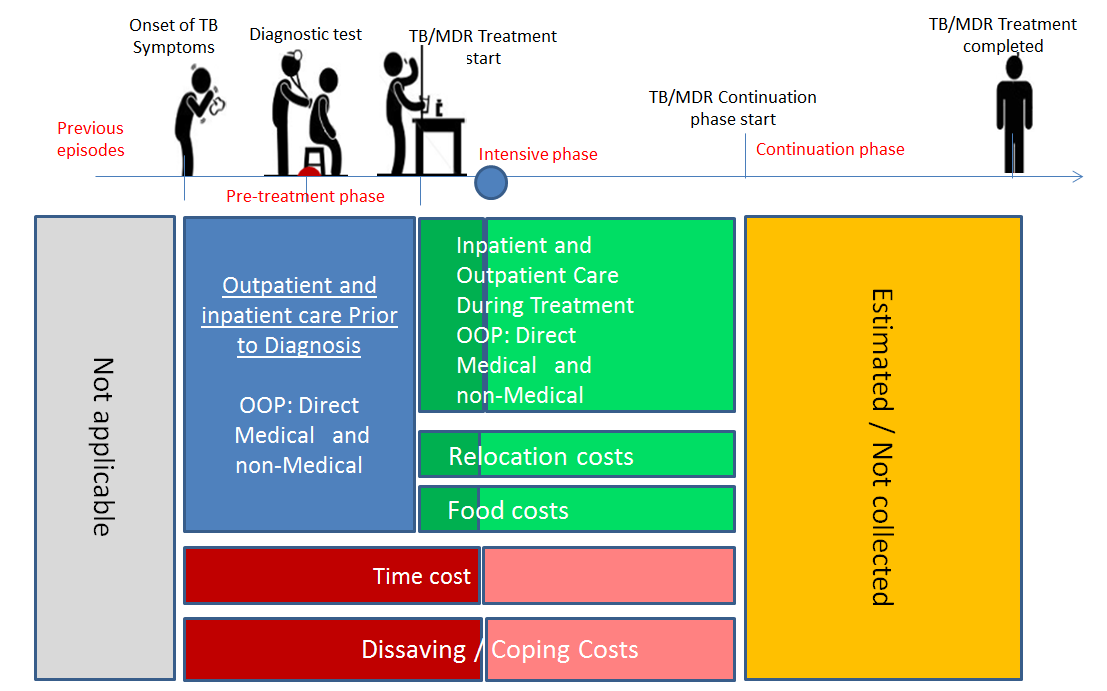 Onset of TB
Symptoms
Diagnostic test
TB/MDR Treatment
start
TB/MDR Continuation
phase start
TB/MDR Treatment
completed
Previous
episodes
Pre-treatment phase
Intensive phase
Continuation phase
Not applicable
Outpatient and
inpatient care Prior
to Diagnosis
OOP: Direct
Medical and
non-Medical
Inpatient and
Outpatient Care
During Treatment
OOP: Direct
Medical and
non-Medical
Relocation costs
Food costs
Time cost
Dissaving / Coping Costs
Estimated / Not collected